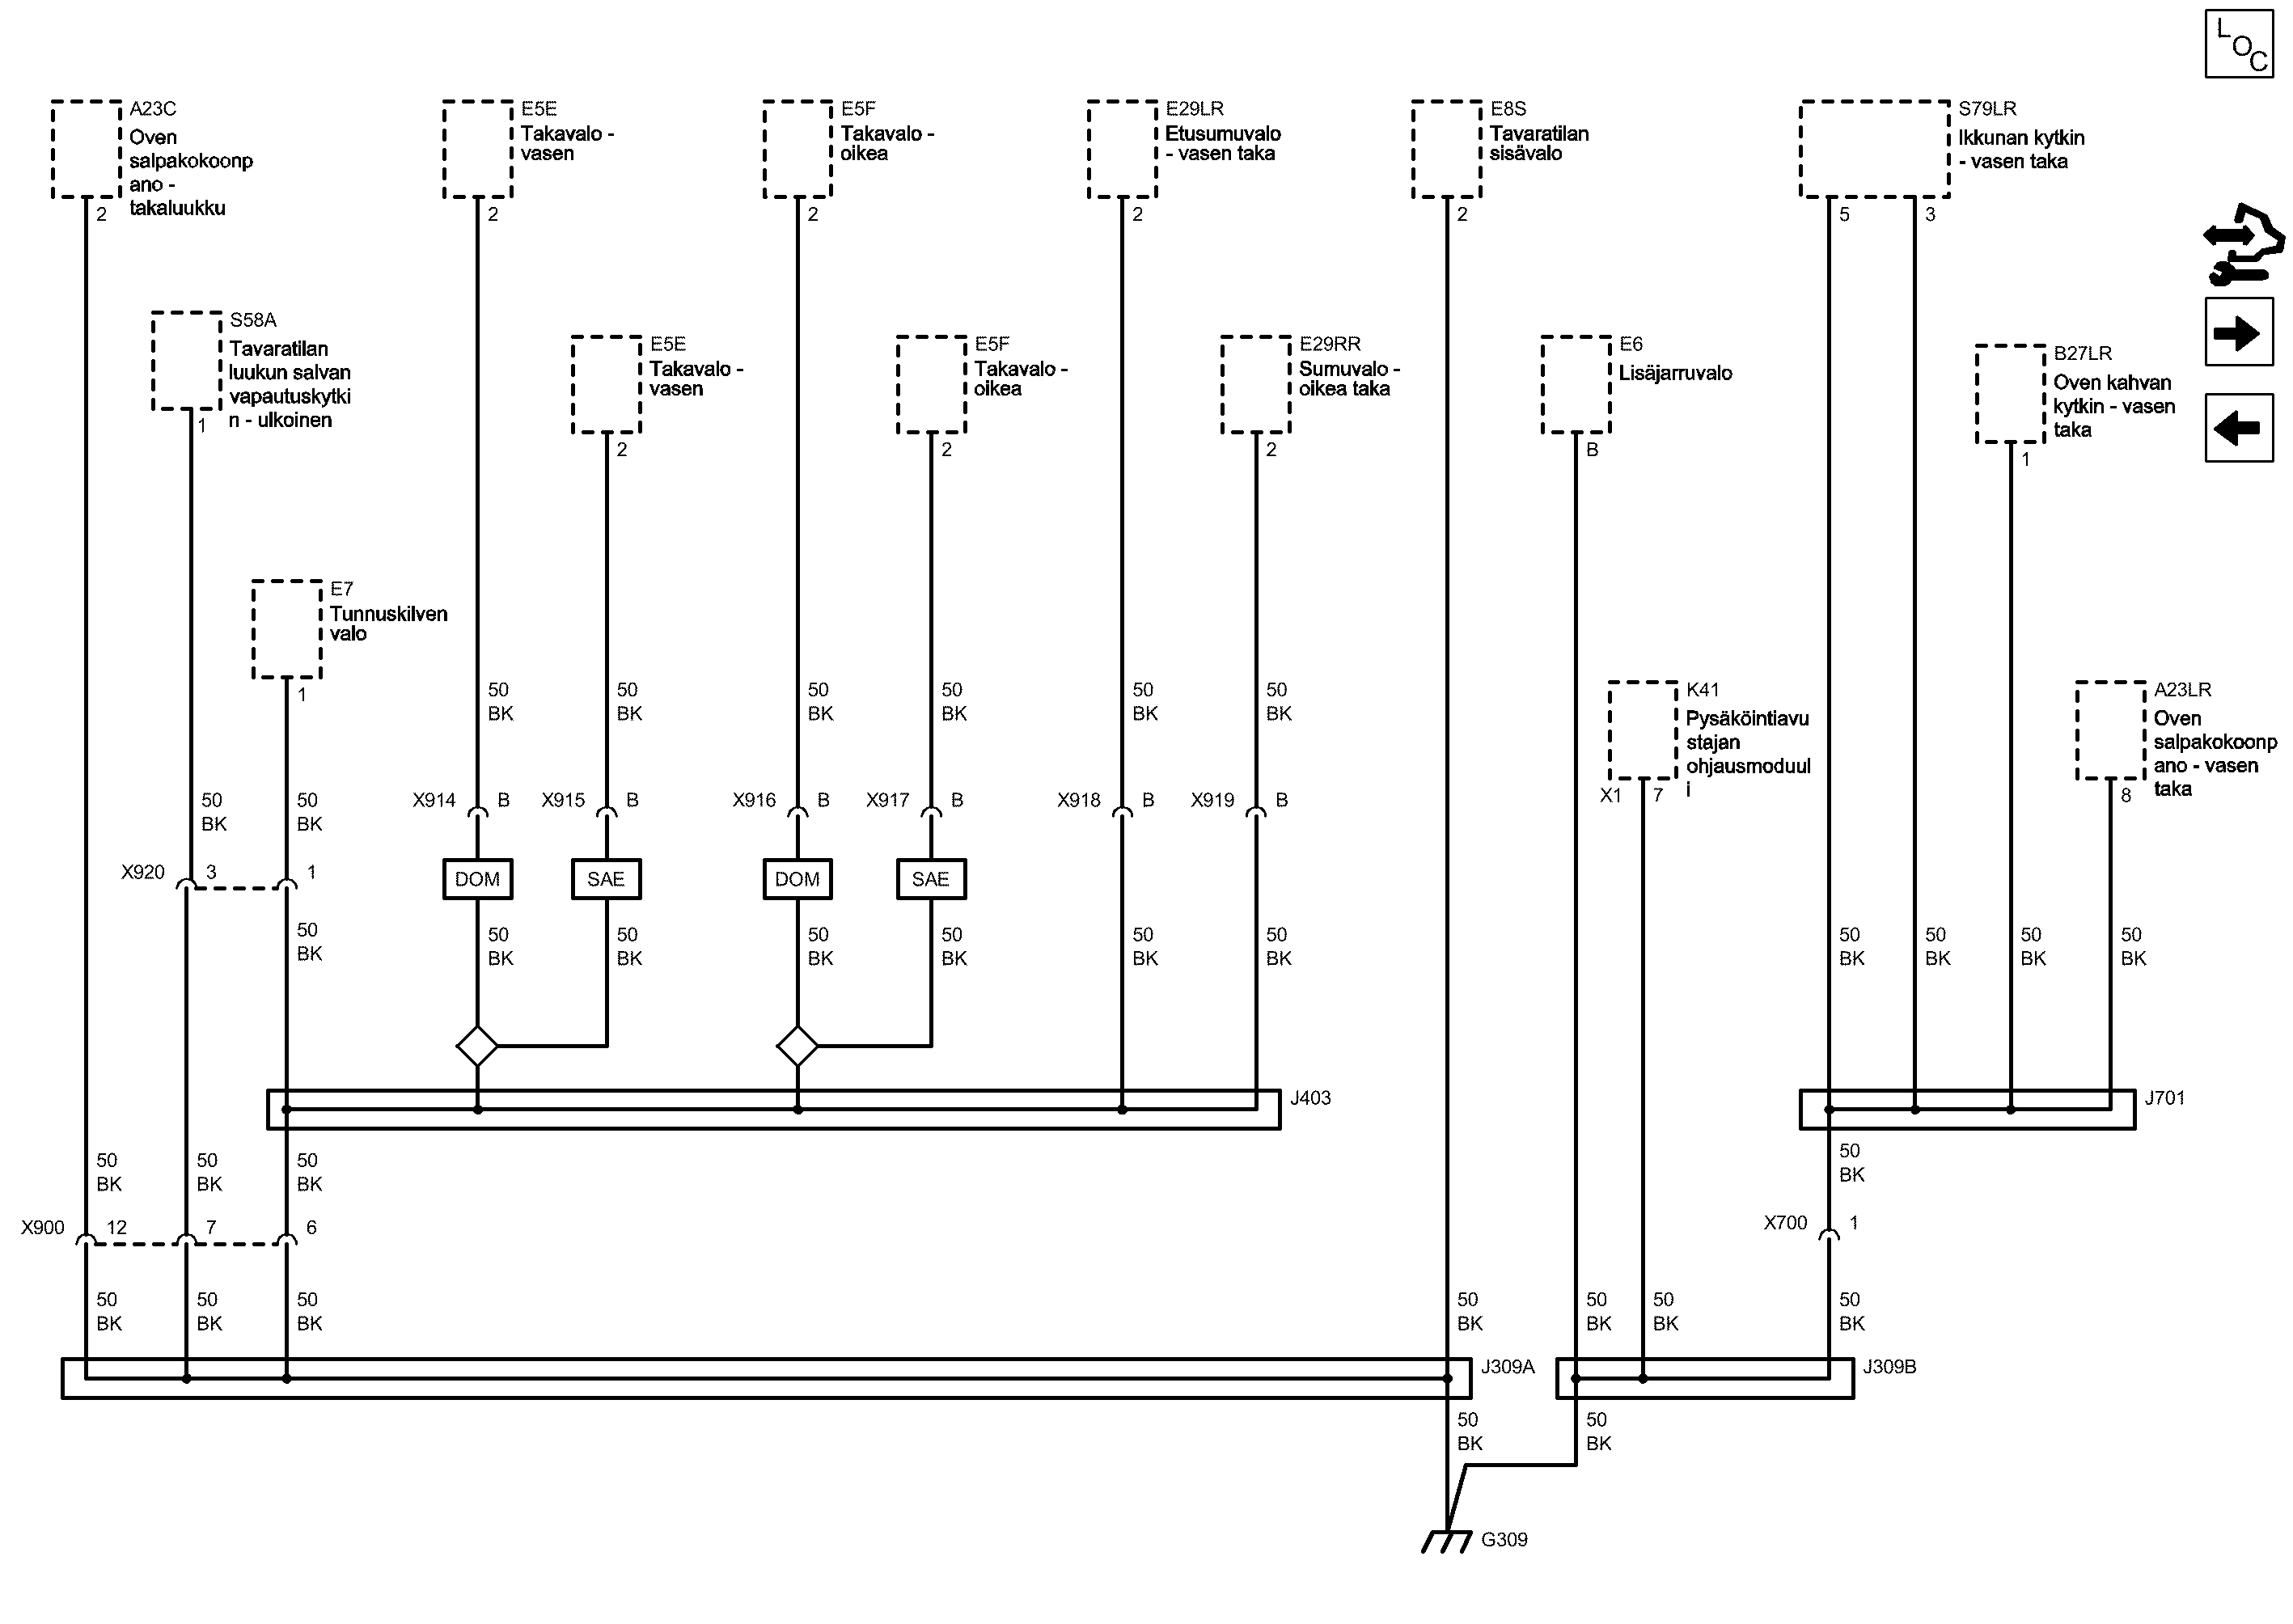 L
O
C
A23C
Oven
salpakokoonp
ano -
takaluukku
2
E5E
Takavalo -
vasen
2
E5F
Takavalo -
oikea
2
E29LR
Etusumuvalo
- vasen taka
2
E8S
Tavaratilan
sisävalo
2
S79LR
Ikkunan kytkin
- vasen taka
5
3
S58A
Tavaratilan
luukun salvan
vapautuskytki
n - ulkoinen
1
E5E
Takavalo -
vasen
2
E5F
Takavalo -
oikea
2
E29RR
Sumuvalo -
oikea taka
2
E6
Lisäjarruvalo
B
B27LR
Oven kahvan
kytkin - vasen
taka
1
E7
Tunnuskilven
valo
1
K41
Pysäköintiavu
stajan
ohjausmoduul
i
X1
7
A23LR
Oven
salpakokoonp
ano - vasen
taka
8
50
BK
50
BK
50
BK
50
BK
50
BK
50
BK
50
BK
50
BK
X914
B
X915
B
X916
B
X917
B
X918
B
X919
B
X920
3
1
DOM
SAE
DOM
SAE
50
BK
50
BK
50
BK
50
BK
50
BK
50
BK
50
BK
50
BK
50
BK
50
BK
50
BK
J403
J701
50
BK
50
BK
50
BK
50
BK
X900
12
7
6
X700
1
50
BK
50
BK
50
BK
50
BK
50
BK
50
BK
50
BK
J309A
J309B
50
BK
50
BK
G309